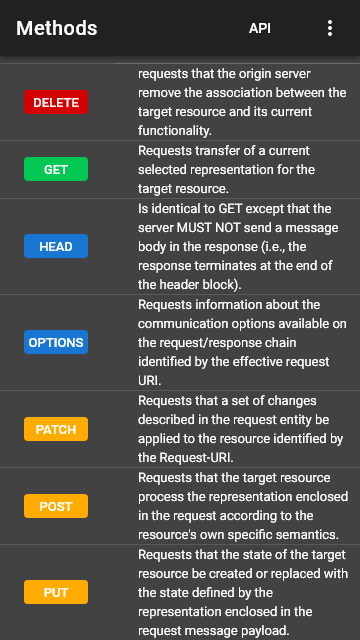 Methods
API
DELETE
requests that the origin server
remove the association between the
target resource and its current
functionality.
GET
Requests transfer of a current
selected representation for the
target resource.
HEAD
Is identical to GET except that the
server MUST NOT send a message
body in the response (i.e., the
response terminates at the end of
the header block).
OPTIONS
Requests information about the
communication options available on
the request/response chain
identified by the effective request
URI.
PATCH
Requests that a set of changes
described in the request entity be
applied to the resource identified by
the Request-URI.
POST
Requests that the target resource
process the representation enclosed
in the request according to the
resource's own specific semantics.
PUT
Requests that the state of the target
resource be created or replaced with
the state defined by the
representation enclosed in the
request message payload.